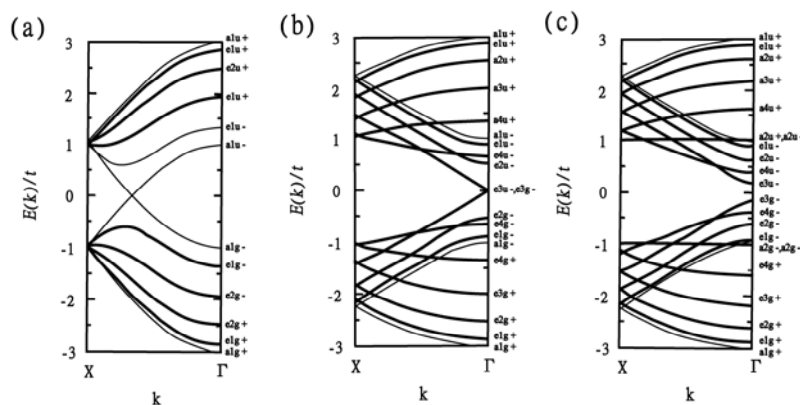 (a)
3
2
1
0
-1
-2
-3
E(k)/t
X
Γ
k
a1u+
e1u+
e2u+
e1u+
e1u-
a1u-
a1g-
e1g-
e2g-
e2g+
e1g+
a1g+
(b)
3
2
1
0
-1
-2
-3
E(k)/t
X
Γ
k
a1u+
e1u+
a2u+
a3u+
a4u+
a1u-
e1u-
e4u-
e2u-
e3u-,e3g-
e2g-
e4g-
e1g-
a1g-
e4g+
e3g+
e2g+
e1g+
a1g+
(c)
3
2
1
0
-1
-2
-3
E(k)/t
X
Γ
k
a1u+
e1u+
a2u+
a3u+
a4u+
a2u+,a2u-
e1u-
e2u-
e4u-
e3u-
e3g-
e4g-
e2g-
e1g-
a2g-,a2g-
e4g+
e3g+
e2g+
e1g+
a1g+